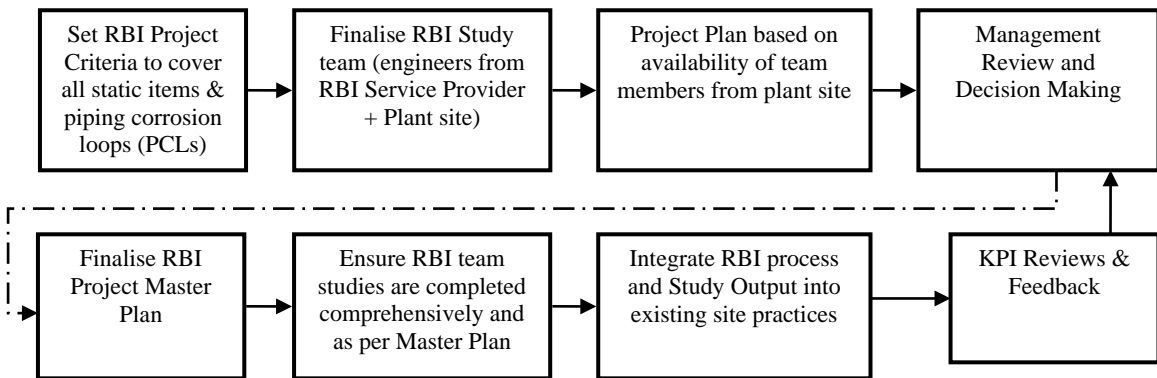 Set RBI Project
Criteria to cover
all static items &
piping corrosion
loops (PCLs)
Finalise RBI Study
team (engineers from
RBI Service Provider
+ Plant site)
Project Plan based on
availability of team
members from plant site
Management
Review and
Decision Making
Finalise RBI
Project Master
Plan
Ensure RBI team
studies are completed
comprehensively and
as per Master Plan
Integrate RBI process
and Study Output into
existing site practices
KPI Reviews &
Feedback